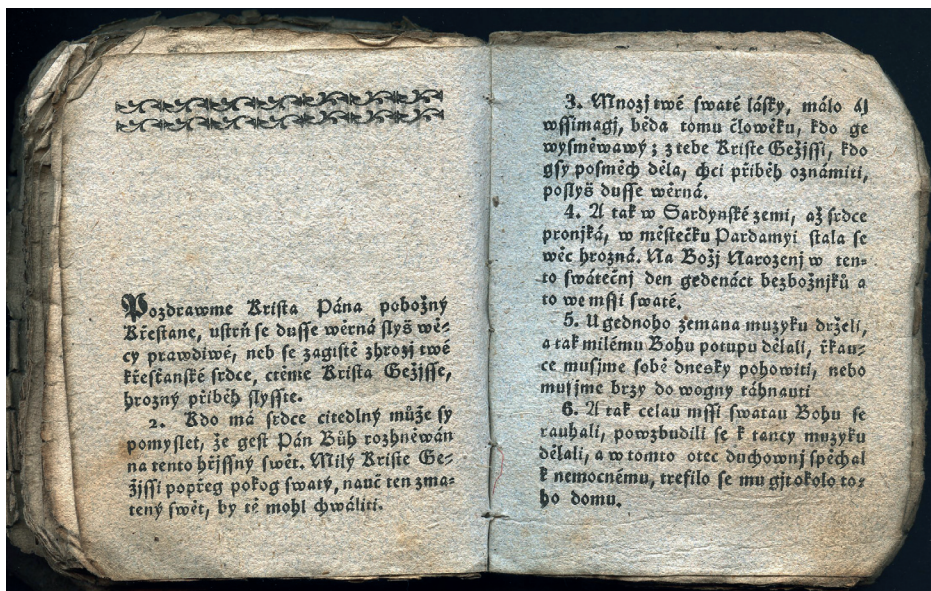 Pozdrawme Krista Pána pobožný
Křestane, ustrň se dusse wěrná slyš wě-
cy prawdiwé, neb se zagistě zhrozj twé
křesťanské srdce, ctěme Krista Gežjsse,
hrozný příběh slysste.
2. Kdo má srdce citedlný může sy
pomyslet, že gest Pán Bůh rozhněwán
na tento hřjssný swět. Milý Kriste Ge-
žjssi popřeg pokog swatý, nauč ten zma-
tený swět, by tě mohl chwáliti.
3. Mnozj twé swaté lásky, málo
wssimagj, běda tomu člowěku, kdo ge
wysměwawý; z tebe Kriste Gežjssi, kdo
gsy posměch děla, chci příběh oznámiti,
poslyš dusse wěrná.
4. A tak w Sardynské zemi, až srdce
pronjká, w městečku Pardamyi stala se
wěc hrozná. Na Božj Narozenj w ten-
to swátečnj den gedenáct bezbožnjků a
to we mssi swaté.
5. U gednoho zemana muzyku drželi,
a tak milému Bohu potupu dělali, řkau-
ce musjme sobě dnesky pohowiti, nebo
musjme brzy do wogny táhnauti
6. A tak celau mssi swatau Bohu se
rauhali, powzbudili se k tancy muzyku
dělali, a w tomto otec duchownj spěchal
k nemocnému, trefilo se mu gjt okolo to-
ho domu.